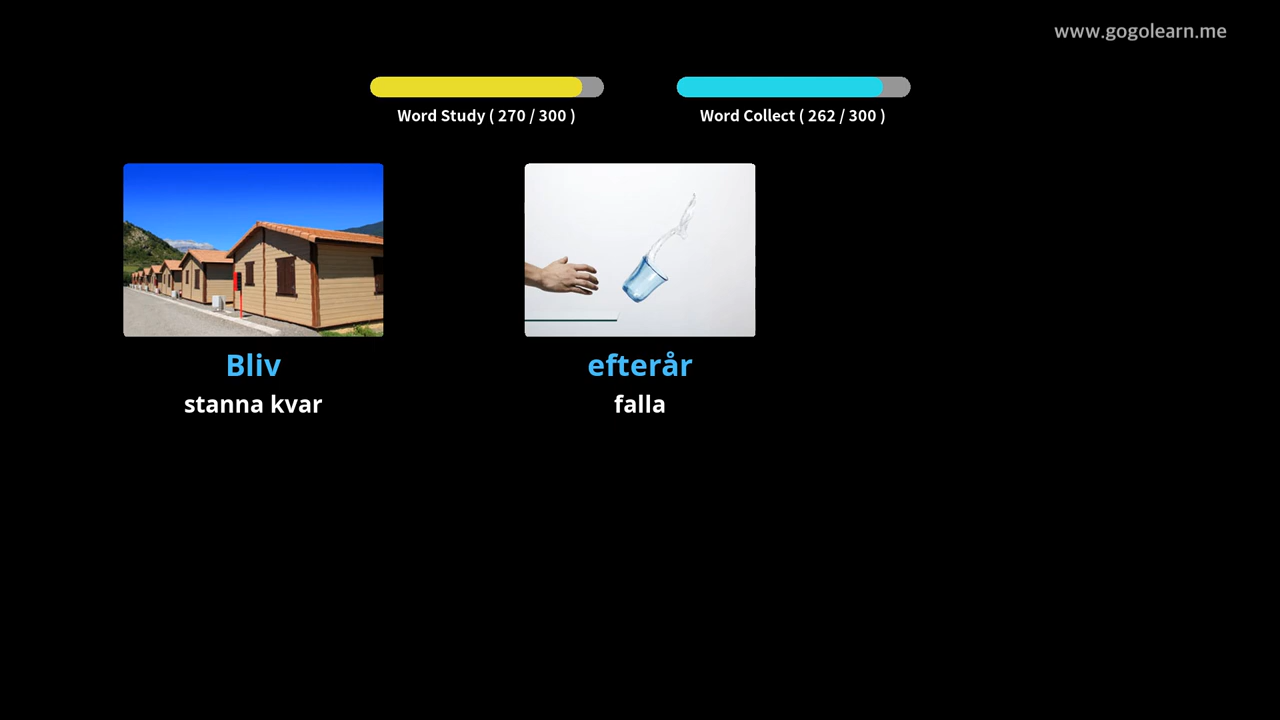 www.gogolearn.me
Word Study ( 270 / 300 )
Word Collect ( 262 / 300 )
Bliv
stanna kvar
efterår
falla